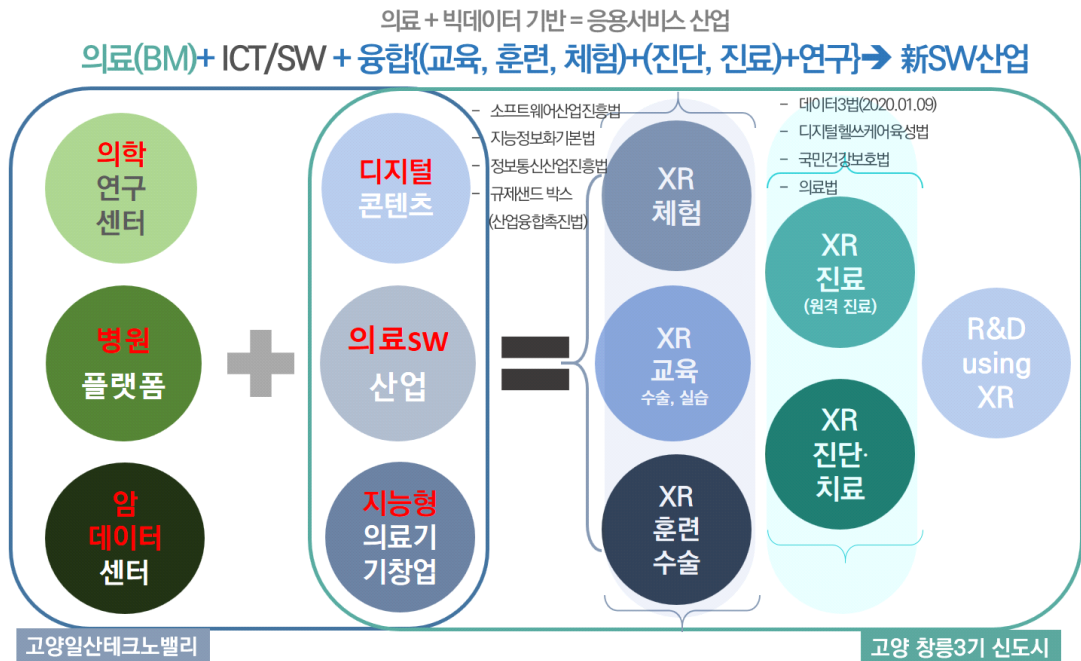 의료 + 빅데이터 기반 = 응용서비스 산업
의료(BM)+ ICT/SW + 융합{(교육, 훈련, 체험)+(진단, 진료)+연구}➔ 新SW산업
의학
연구
센터
병원
플랫폼
암
데이터
센터
디지털
콘텐츠
의료SW
산업
지능형
의료기
기창업
- 소프트웨어산업진흥법
- 지능정보화기본법
- 정보통신산업진흥법
- 규제샌드 박스
(산업융합촉진법)
XR
체험
XR
교육
수술, 실습
XR
훈련
수술
- 데이터3법(2020.01.09)
- 디지털헬쓰케어육성법
- 국민건강보호법
- 의료법
XR
진료
(원격 진료)
XR
진단·
치료
R&D
using
XR
고양일산테크노밸리
고양 창릉3기 신도시